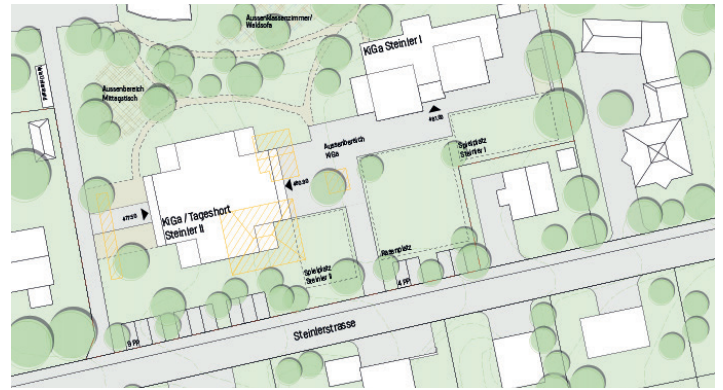 Aussenklassenzimmer/
Waldsofa
KiGa Steinler I
Aussenbereich
Mittagstisch
Aussenbereich
KiGa
Spielplatz
Steinler I
KiGa / Tageshort
Steinler II
Spielplatz
Steinler II
Rasenplatz
4 PP
9 PP
Steinlerstrasse